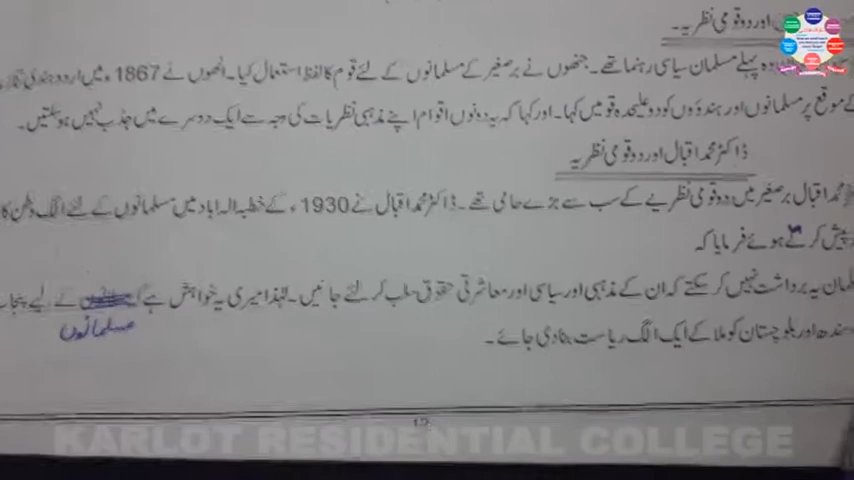 اور دو قومی نظریہ۔
وہ پہلے مسلمان سیاسی رہنما تھے۔ جنھوں نے برصغیر کے مسلمانوں کے لئے قوم کا لفظ استعمال کیا۔ انھوں نے 1867ء میں اردو ہندی
کے موقع پر مسلمانوں اور ہندوؤں کو دو علیحدہ قومیں کہا۔ اور کہا کہ یہ دونوں اقوام اپنے مذہبی نظریات کی وجہ سے ایک دوسرے میں جذب نہیں ہو سکتیں۔
ڈاکٹر محمد اقبال اور دو قومی نظریہ
محمد اقبال برصغیر میں دو قومی نظریے کے سب سے بڑے حامی تھے۔ ڈاکٹر محمد اقبال نے 1930ء کے خطبہ الہ آباد میں مسلمانوں کے لئے الگ وطن کا
پیش کرتے ہوئے فرمایا کہ
یہ برداشت نہیں کر سکتے کہ ان کے مذہبی اور سیاسی اور معاشرتی حقوق سلب کر لئے جائیں۔ لہٰذا میری یہ خواہش ہے کہ کے لیے
مسلمانوں
سندھ اور بلوچستان کو ملا کے ایک الگ ریاست بنا دی جائے۔
KARLOT RESIDENTIAL COLLEGE